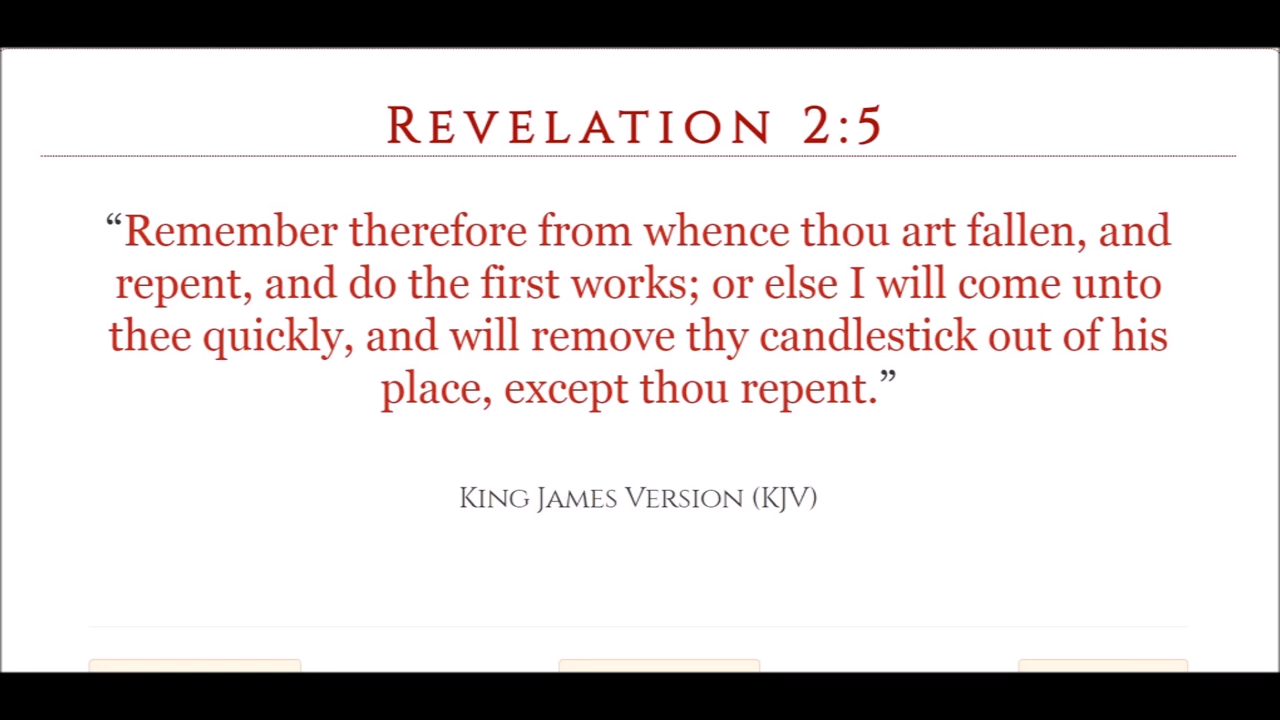 Revelation 2:5
“Remember therefore from whence thou art fallen, and
repent, and do the first works; or else I will come unto
thee quickly, and will remove thy candlestick out of his
place, except thou repent.”
King James Version (KJV)